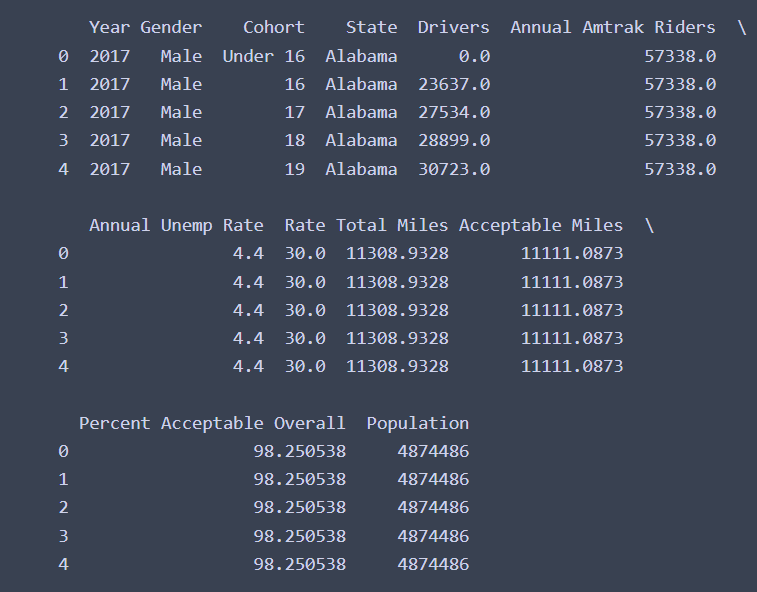 Year Gender Cohort State Drivers Annual Amtrak Riders \
0 2017 Male Under 16 Alabama 0.0 57338.0
1 2017 Male 16 Alabama 23637.0 57338.0
2 2017 Male 17 Alabama 27534.0 57338.0
3 2017 Male 18 Alabama 28899.0 57338.0
4 2017 Male 19 Alabama 30723.0 57338.0
Annual Unemp Rate Rate Total Miles Acceptable Miles \
0 4.4 30.0 11308.9328 11111.0873
1 4.4 30.0 11308.9328 11111.0873
2 4.4 30.0 11308.9328 11111.0873
3 4.4 30.0 11308.9328 11111.0873
4 4.4 30.0 11308.9328 11111.0873
Percent Acceptable Overall Population
0 98.250538 4874486
1 98.250538 4874486
2 98.250538 4874486
3 98.250538 4874486
4 98.250538 4874486